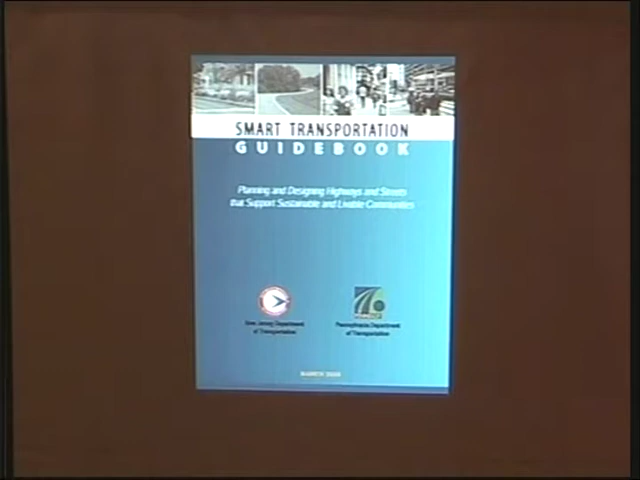 SMART TRANSPORTATION
GUIDEBOOK
Planning and Designing Highways and Streets
that Support Sustainable and Livable Communities
New Jersey Department
of Transportation
Pennsylvania Department
of Transportation
MARCH